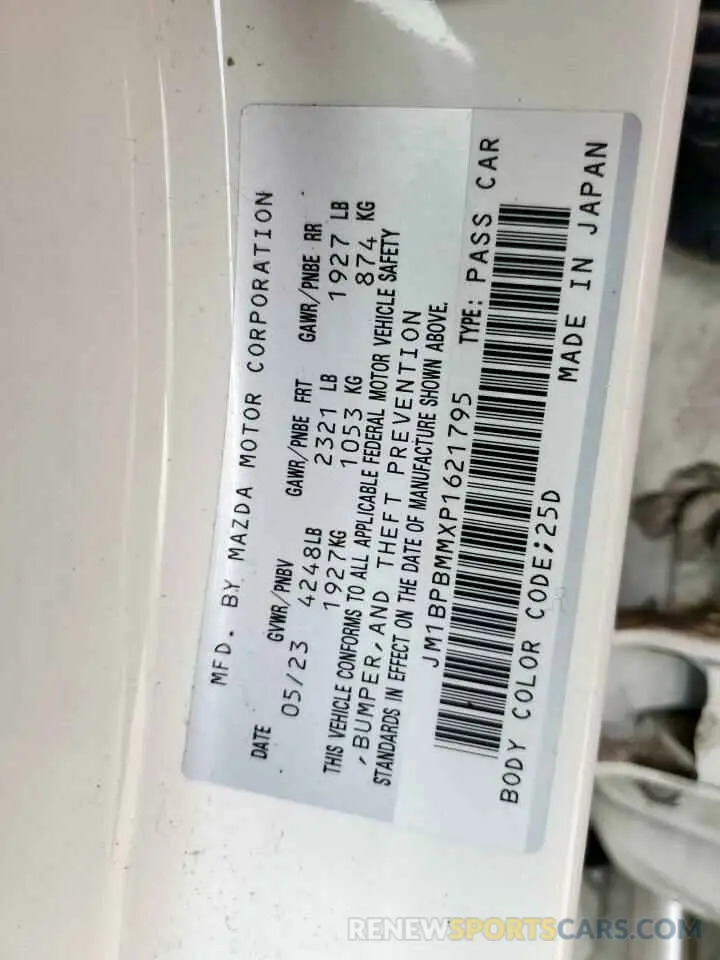 MFD. BY MAZDA MOTOR CORPORATION
DATE GVWR/PNBV GAWR/PNBE FRT GAWR/PNBE RR
05/23 4248LB 2321 LB 1927 LB
1927KG 1053 KG 874 KG
THIS VEHICLE CONFORMS TO ALL APPLICABLE FEDERAL MOTOR VEHICLE SAFETY
,BUMPER,AND THEFT PREVENTION
STANDARDS IN EFFECT ON THE DATE OF MANUFACTURE SHOWN ABOVE.
JM1BPBMMXP1621795 TYPE: PASS CAR
BODY COLOR CODE;25D
MADE IN JAPAN
RENEWSPORTSCARS.COM